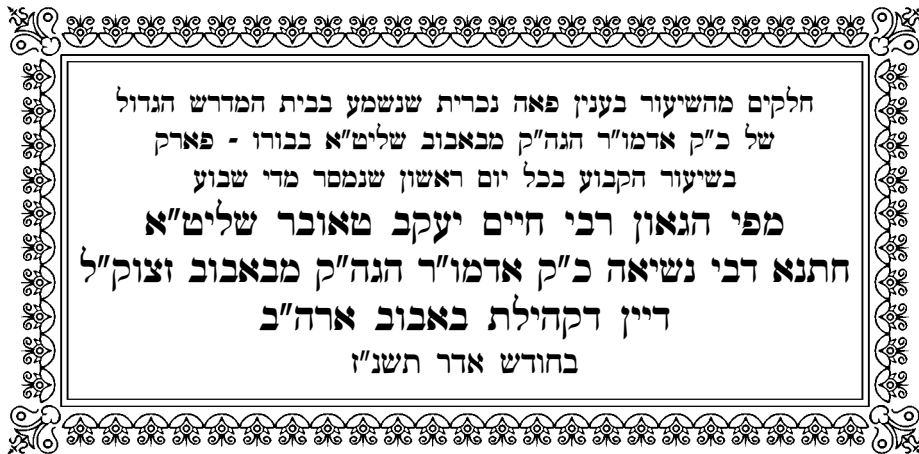 חלקים מהשיעור בענין פאה נכרית שנשמע בבית המדרש הגדול
של כ"ק אדמו"ר הגה"ק מבאבוב שליט"א בבורו - פארק
בשיעור הקבוע בכל יום ראשון שנמסר מדי שבוע
מפי הגאון רבי חיים יעקב טאובר שליט"א
חתנא דבי נשיאה כ"ק אדמו"ר הגה"ק מבאבוב זצוק"ל
דיין דקהילת באבוב ארה"ב
בחודש אדר תשנ"ז